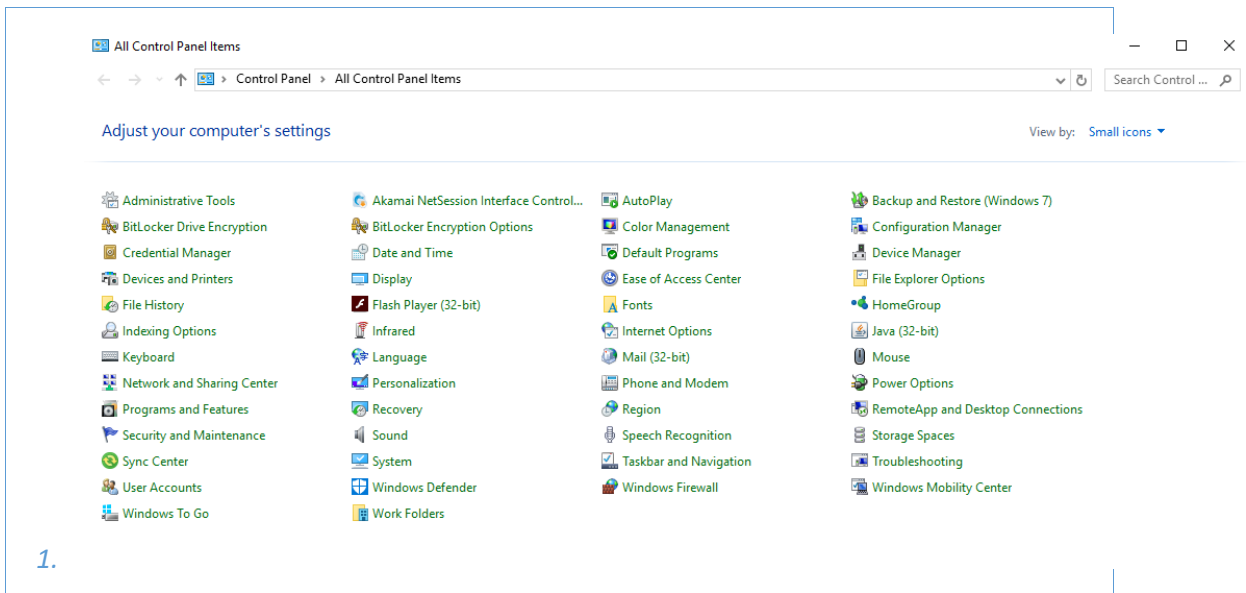 All Control Panel Items
Control Panel > All Control Panel Items Search Control ...
Adjust your computer's settings View by: Small icons
Administrative Tools Akamai NetSession Interface Control... AutoPlay Backup and Restore (Windows 7)
BitLocker Drive Encryption BitLocker Encryption Options Color Management Configuration Manager
Credential Manager Date and Time Default Programs Device Manager
Devices and Printers Display Ease of Access Center File Explorer Options
File History Flash Player (32-bit) Fonts HomeGroup
Indexing Options Infrared Internet Options Java (32-bit)
Keyboard Language Mail (32-bit) Mouse
Network and Sharing Center Personalization Phone and Modem Power Options
Programs and Features Recovery Region RemoteApp and Desktop Connections
Security and Maintenance Sound Speech Recognition Storage Spaces
Sync Center System Taskbar and Navigation Troubleshooting
User Accounts Windows Defender Windows Firewall Windows Mobility Center
Windows To Go Work Folders
1.